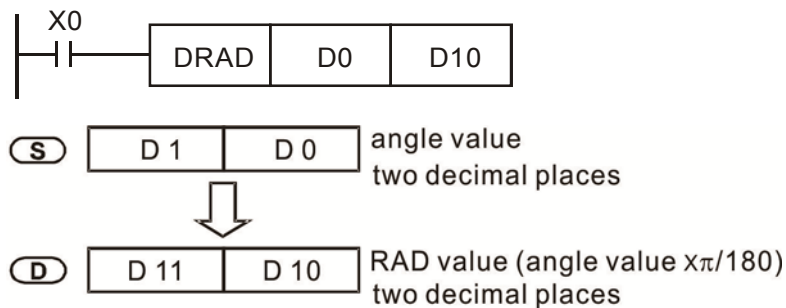 X0
DRAD D0 D10
S D 1 D 0 angle value
two decimal places
D D 11 D 10 RAD value (angle value xπ/180)
two decimal places